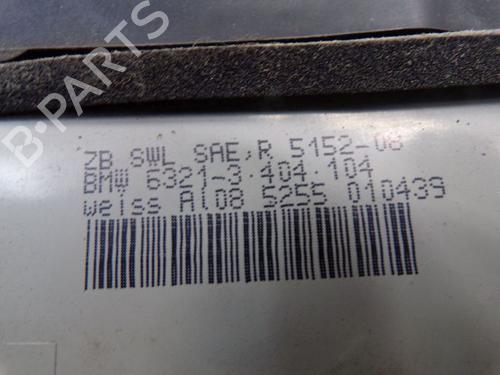 ZB SWL SAE,R 5152-08
BMW 6321-3.404.104
weiss Al08 5255 010439
B-PARTS